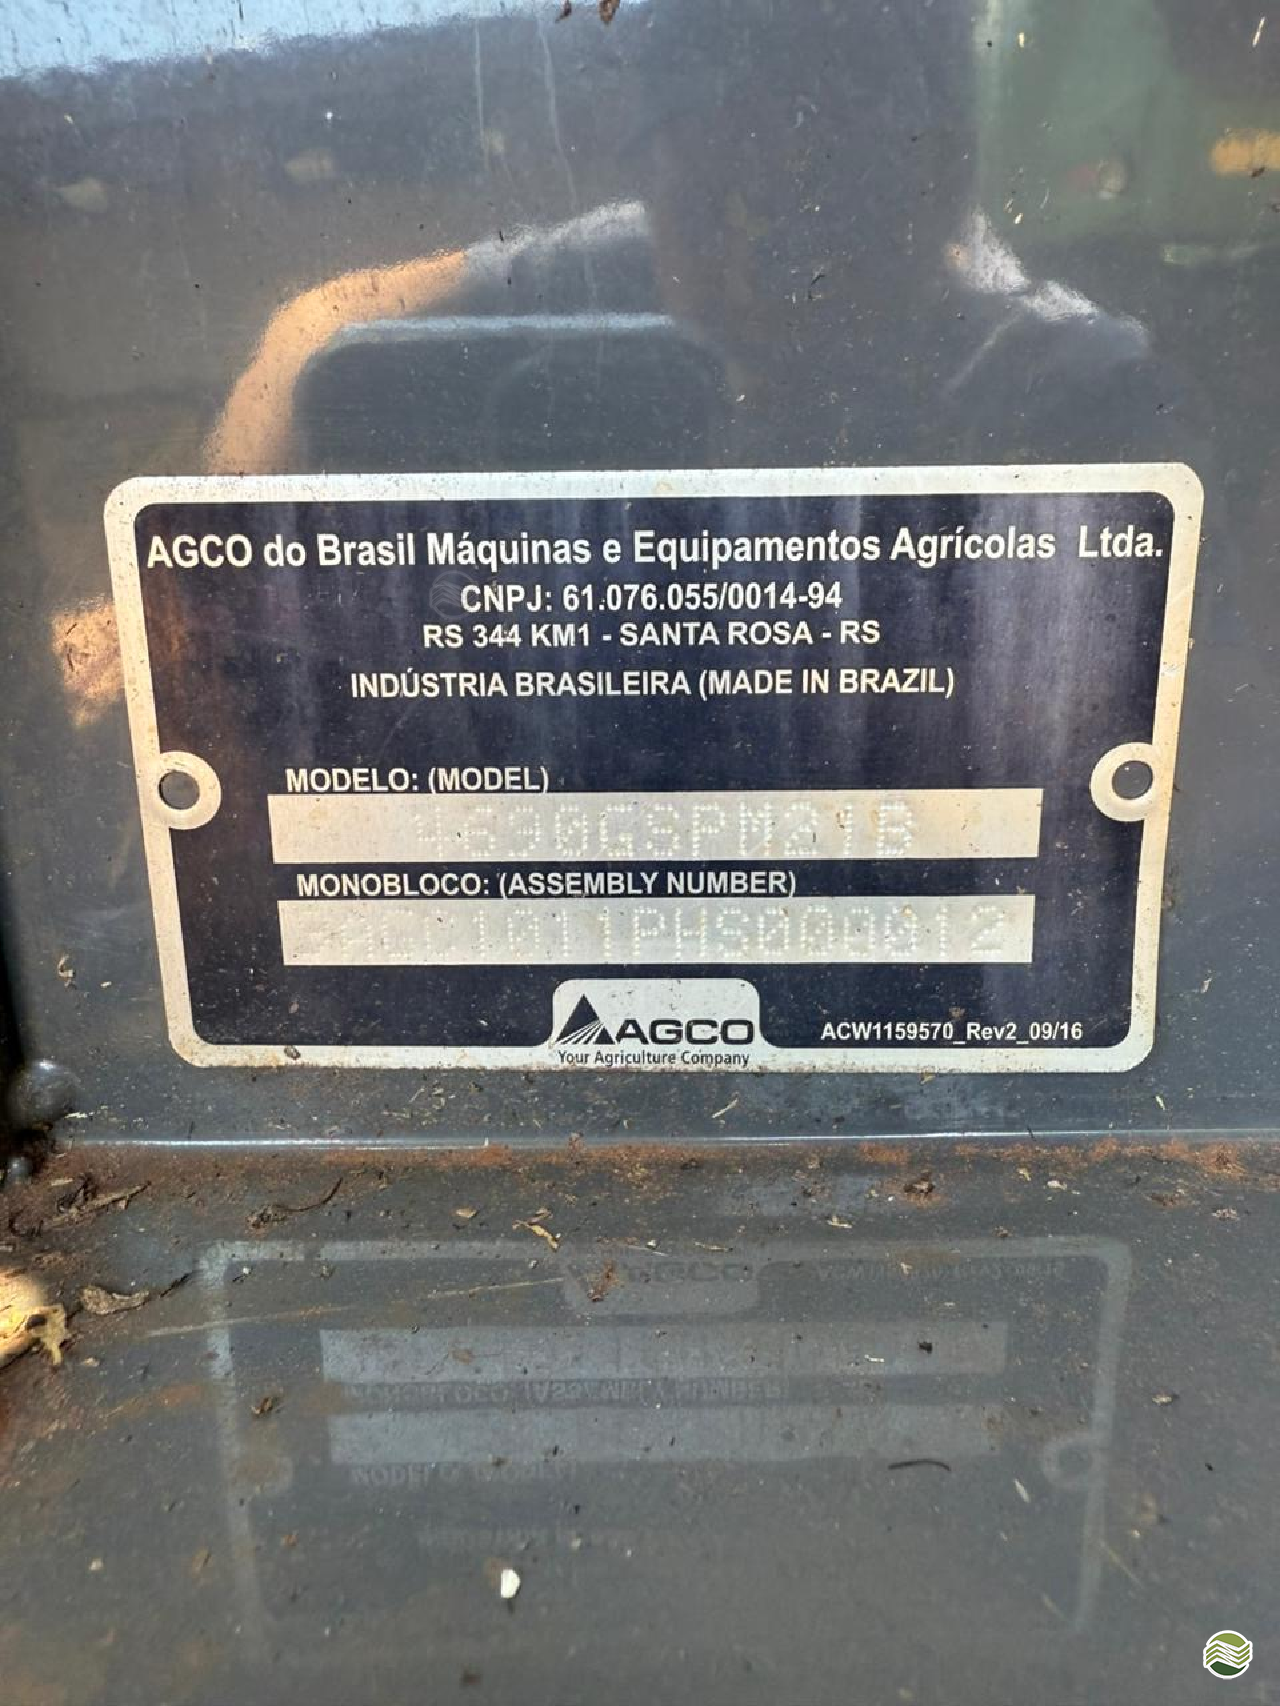 AGCO do Brasil Máquinas e Equipamentos Agrícolas Ltda.
CNPJ: 61.076.055/0014-94
RS 344 KM1 - SANTA ROSA - RS
INDÚSTRIA BRASILEIRA (MADE IN BRAZIL)
MODELO: (MODEL)
4690GSPM21B
MONOBLOCO: (ASSEMBLY NUMBER)
AGCO
Your Agriculture Company
ACW1159570_Rev2_09/16